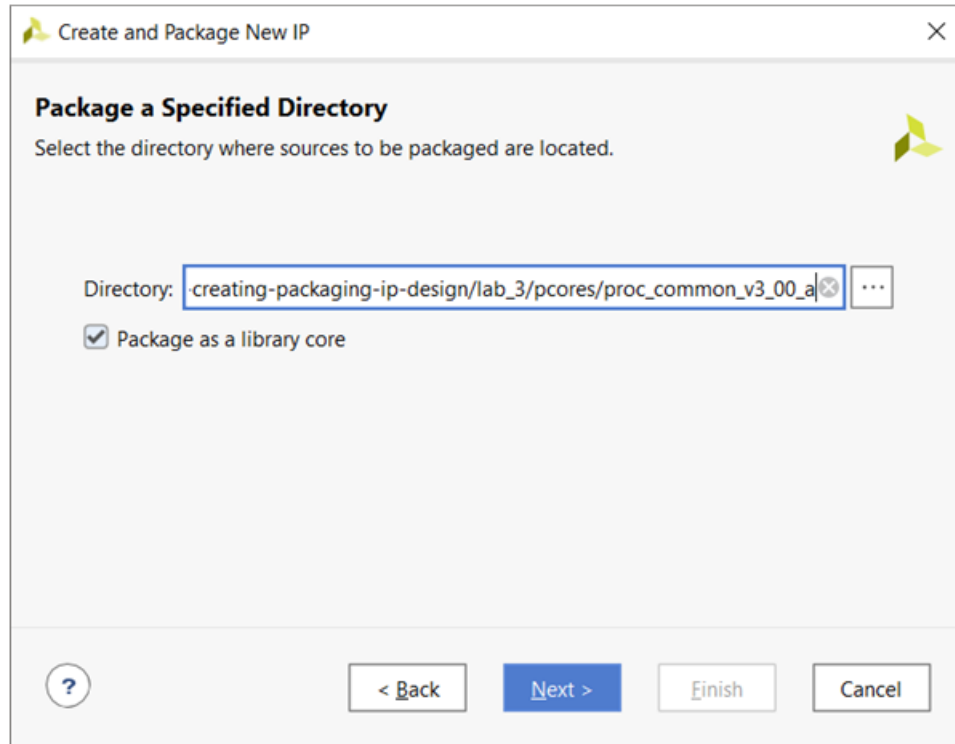 Create and Package New IP
Package a Specified Directory
Select the directory where sources to be packaged are located.
Directory: -creating-packaging-ip-design/lab_3/pcores/proc_common_v3_00_a ...
Package as a library core
? < Back Next > Finish Cancel